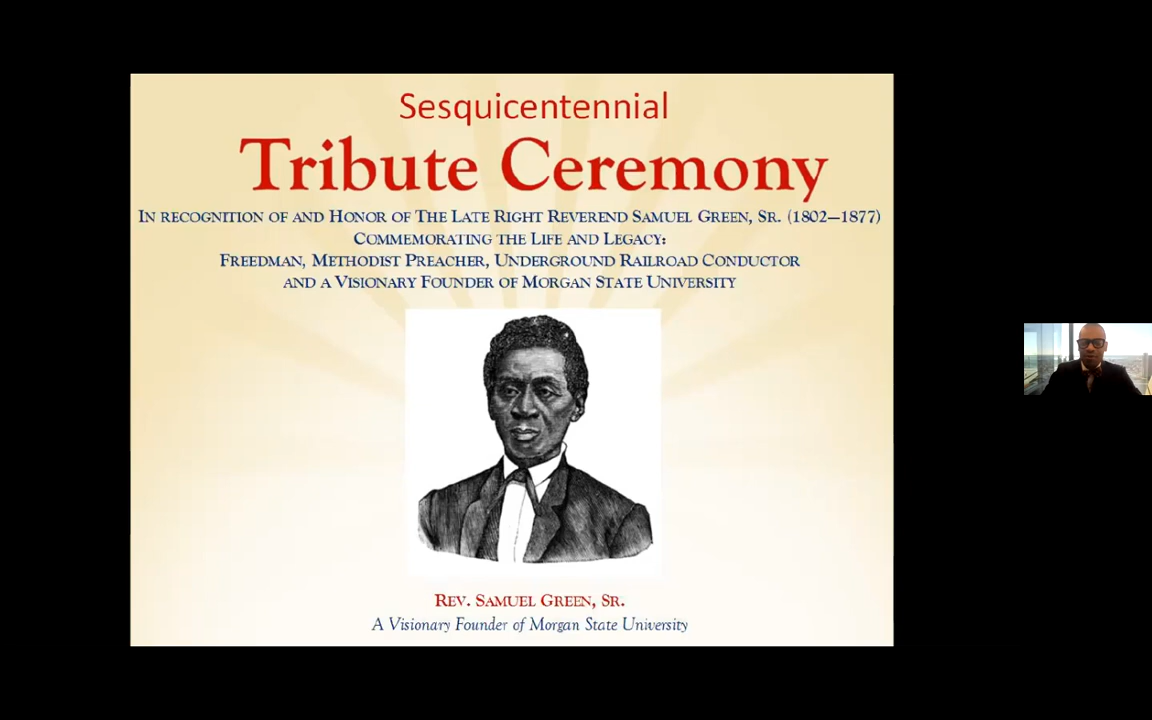 Sesquicentennial
Tribute Ceremony
IN RECOGNITION OF AND HONOR OF THE LATE RIGHT REVEREND SAMUEL GREEN, SR. (1802—1877)
COMMEMORATING THE LIFE AND LEGACY:
FREEDMAN, METHODIST PREACHER, UNDERGROUND RAILROAD CONDUCTOR
AND A VISIONARY FOUNDER OF MORGAN STATE UNIVERSITY
REV. SAMUEL GREEN, SR.
A Visionary Founder of Morgan State University